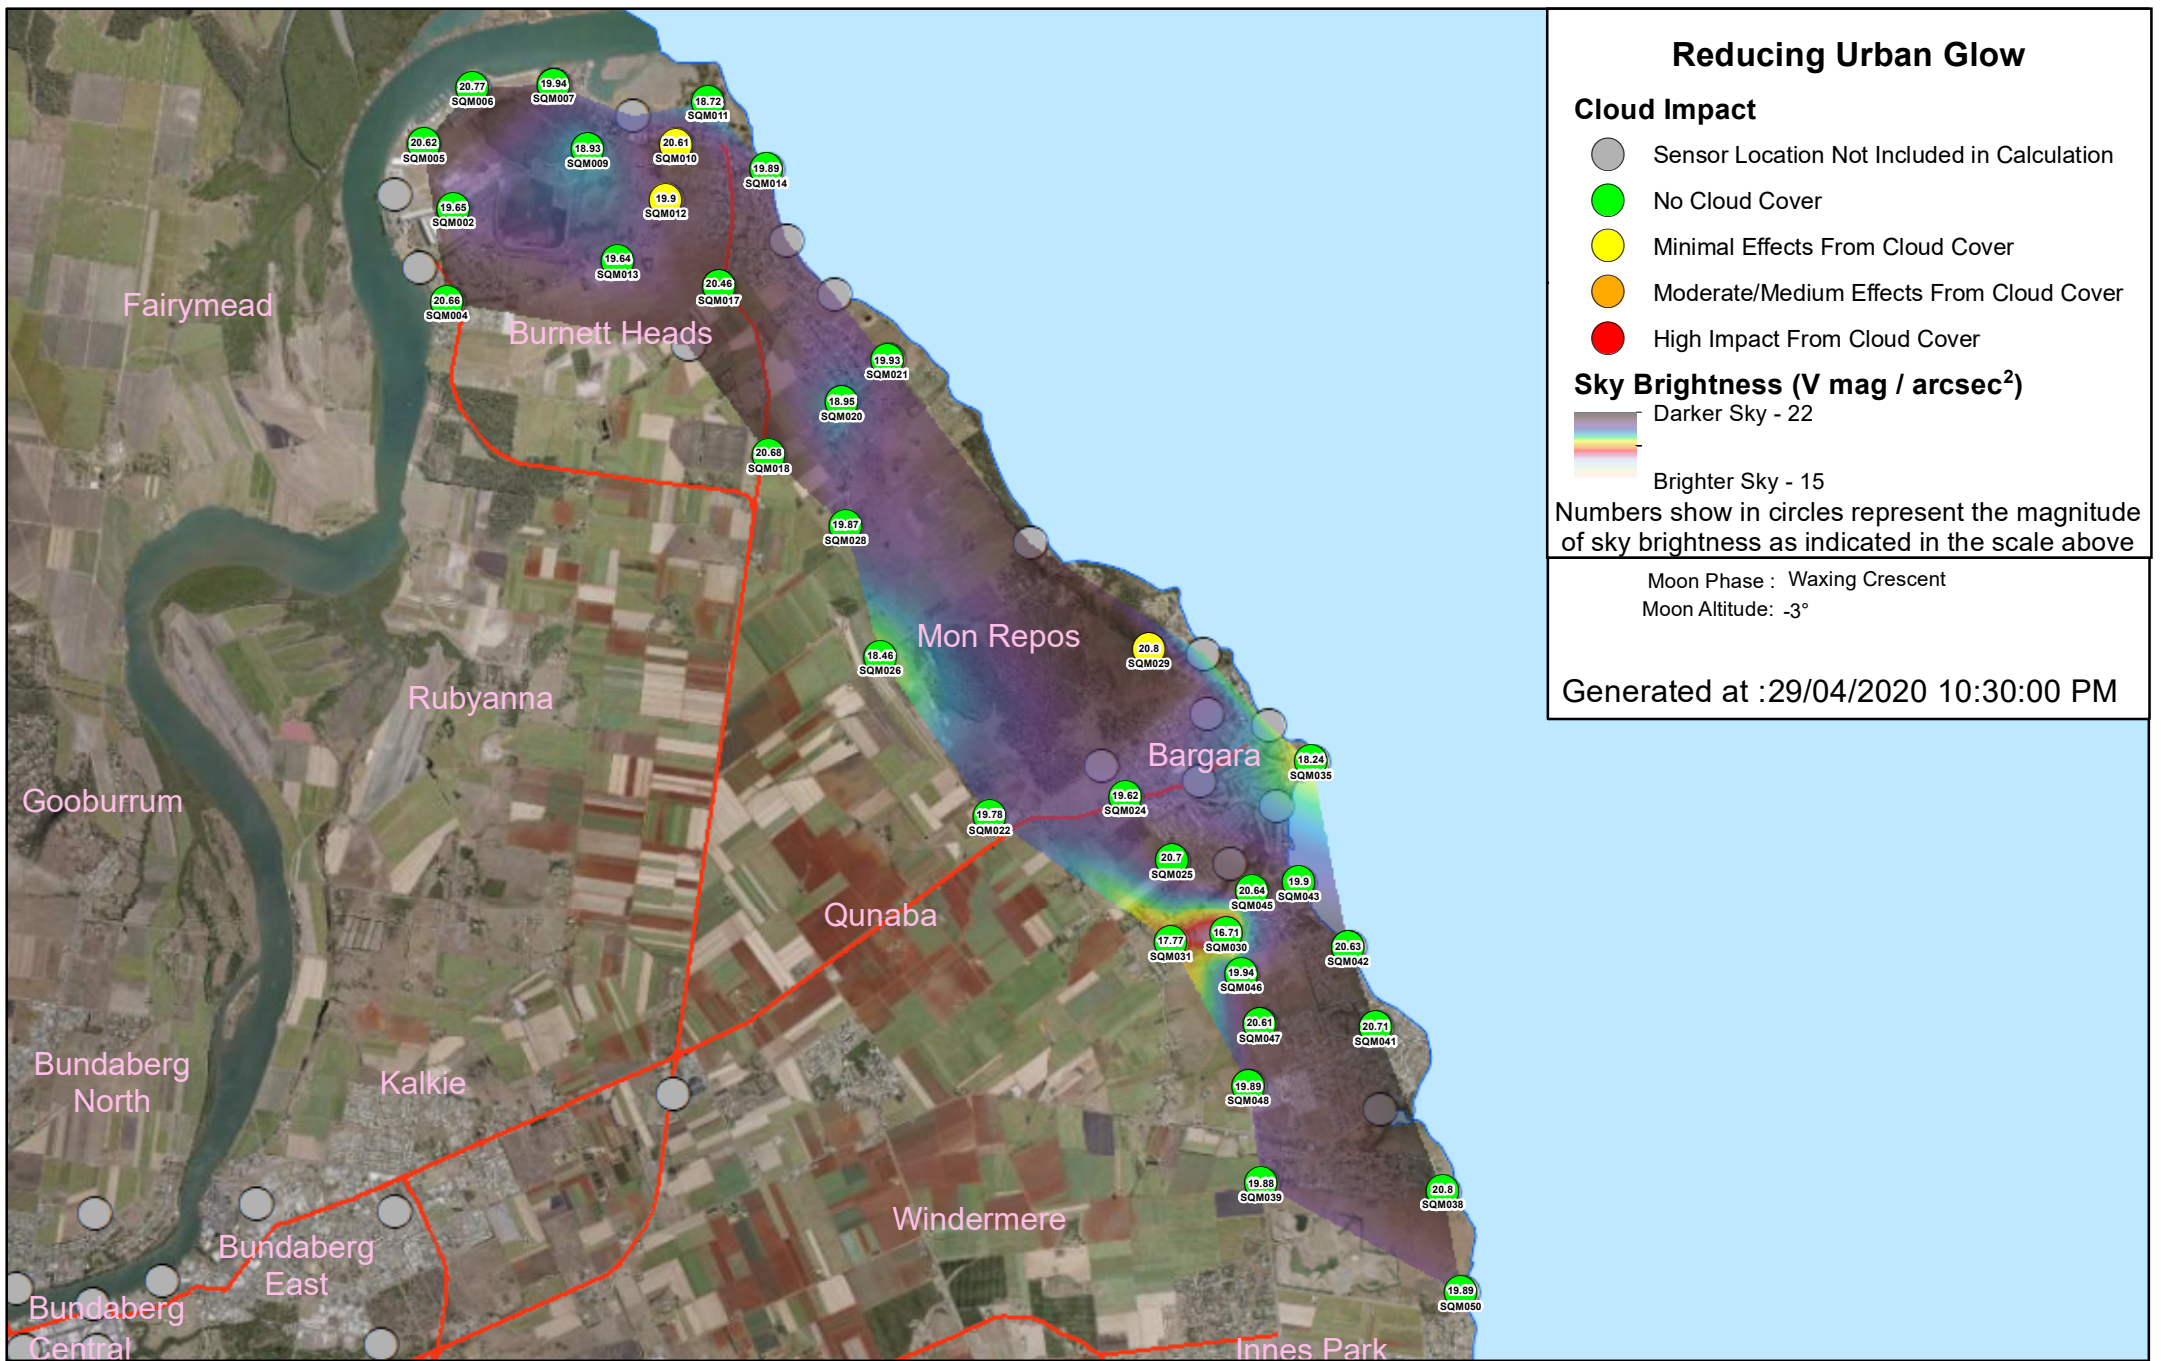 Reducing Urban Glow
Cloud Impact
Sensor Location Not Included in Calculation
No Cloud Cover
Minimal Effects From Cloud Cover
Moderate/Medium Effects From Cloud Cover
High Impact From Cloud Cover
Sky Brightness (V mag / arcsec²)
Darker Sky - 22
Brighter Sky - 15
Numbers show in circles represent the magnitude
of sky brightness as indicated in the scale above
Moon Phase : Waxing Crescent
Moon Altitude: -3°
Generated at :29/04/2020 10:30:00 PM
20.77
SQM006
19.94
SQM007
18.72
SQM011
20.62
SQM005
18.93
SQM009
20.61
SQM010
19.89
SQM014
19.65
SQM002
19.9
SQM012
19.64
SQM013
20.46
SQM017
20.66
SQM004
Fairymead
Burnett Heads
19.93
SQM021
18.95
SQM020
20.68
SQM018
19.87
SQM028
Mon Repos
18.46
SQM026
20.8
SQM029
Rubyanna
Bargara
18.24
SQM035
Gooburrum
19.62
SQM024
19.78
SQM022
20.7
SQM025
20.64
SQM045
19.9
SQM043
Qunaba
17.77
SQM031
16.71
SQM030
20.63
SQM042
19.94
SQM046
20.61
SQM047
20.71
SQM041
Bundaberg
North
Kalkie
19.89
SQM048
19.88
SQM039
20.8
SQM038
Windermere
Bundaberg
East
19.89
SQM050
Bundaberg
Central
Innes Park